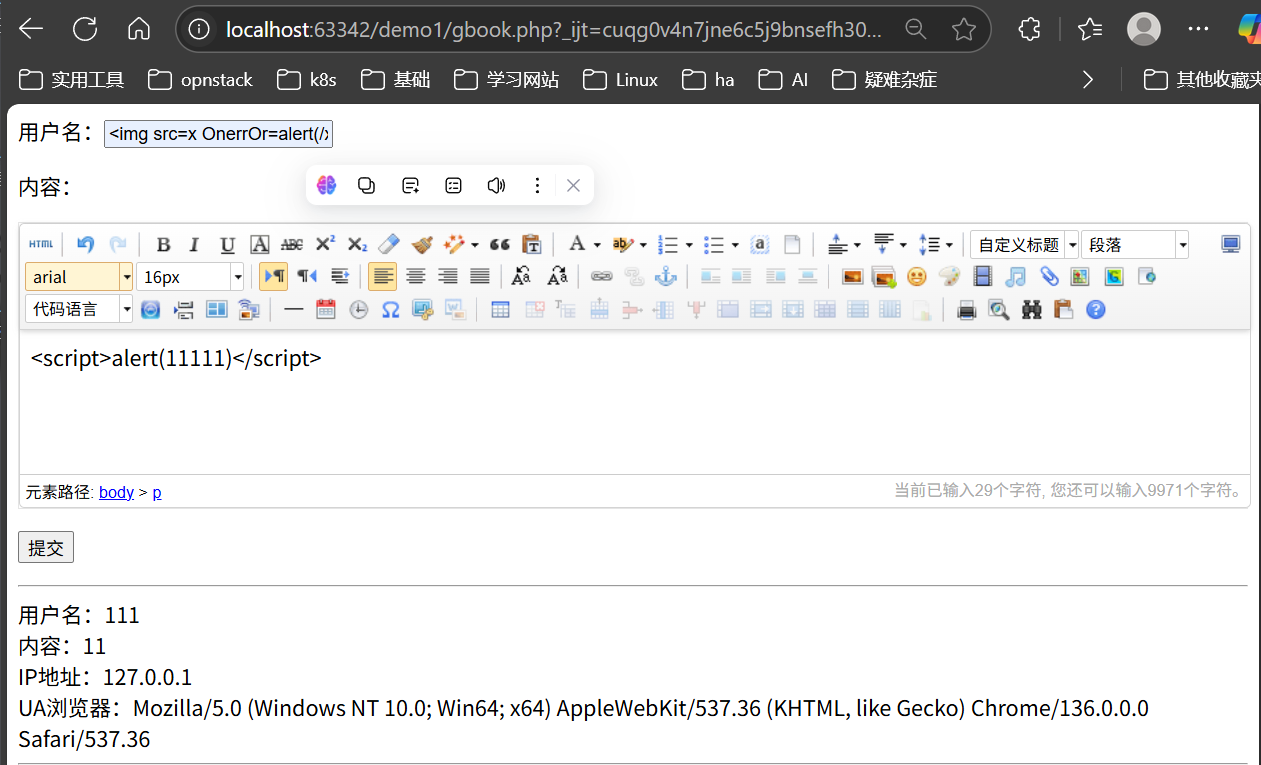 localhost:63342/demo1/gbook.php?_ijt=cuqg0v4n7jne6c5j9bnsefh30...
实用工具 opnstack k8s 基础 学习网站 Linux ha AI 疑难杂症 其他收藏夹
用户名：<img src=x OnerrOr=alert(/x
内容：
HTML B I U A ABC X² X₂ A ab a 自定义标题 段落
arial 16px
代码语言
<script>alert(11111)</script>
元素路径: body > p 当前已输入29个字符, 您还可以输入9971个字符。
提交
用户名：111
内容：11
IP地址：127.0.0.1
UA浏览器：Mozilla/5.0 (Windows NT 10.0; Win64; x64) AppleWebKit/537.36 (KHTML, like Gecko) Chrome/136.0.0.0
Safari/537.36